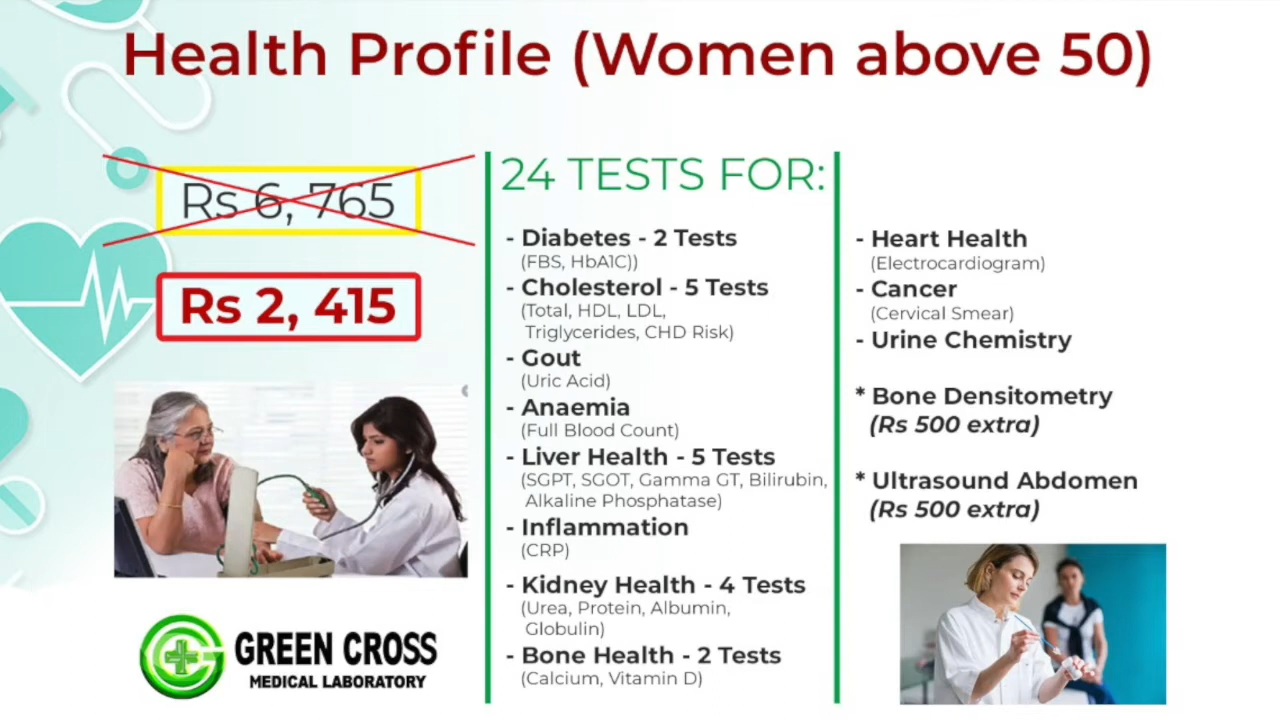 Health Profile (Women above 50)
Rs 6, 765
Rs 2, 415
GREEN CROSS
MEDICAL LABORATORY
24 TESTS FOR:
- Diabetes - 2 Tests
(FBS, HbA1C))
- Cholesterol - 5 Tests
(Total, HDL, LDL,
Triglycerides, CHD Risk)
- Gout
(Uric Acid)
- Anaemia
(Full Blood Count)
- Liver Health - 5 Tests
(SGPT, SGOT, Gamma GT, Bilirubin,
Alkaline Phosphatase)
- Inflammation
(CRP)
- Kidney Health - 4 Tests
(Urea, Protein, Albumin,
Globulin)
- Bone Health - 2 Tests
(Calcium, Vitamin D)
- Heart Health
(Electrocardiogram)
- Cancer
(Cervical Smear)
- Urine Chemistry
* Bone Densitometry
(Rs 500 extra)
* Ultrasound Abdomen
(Rs 500 extra)